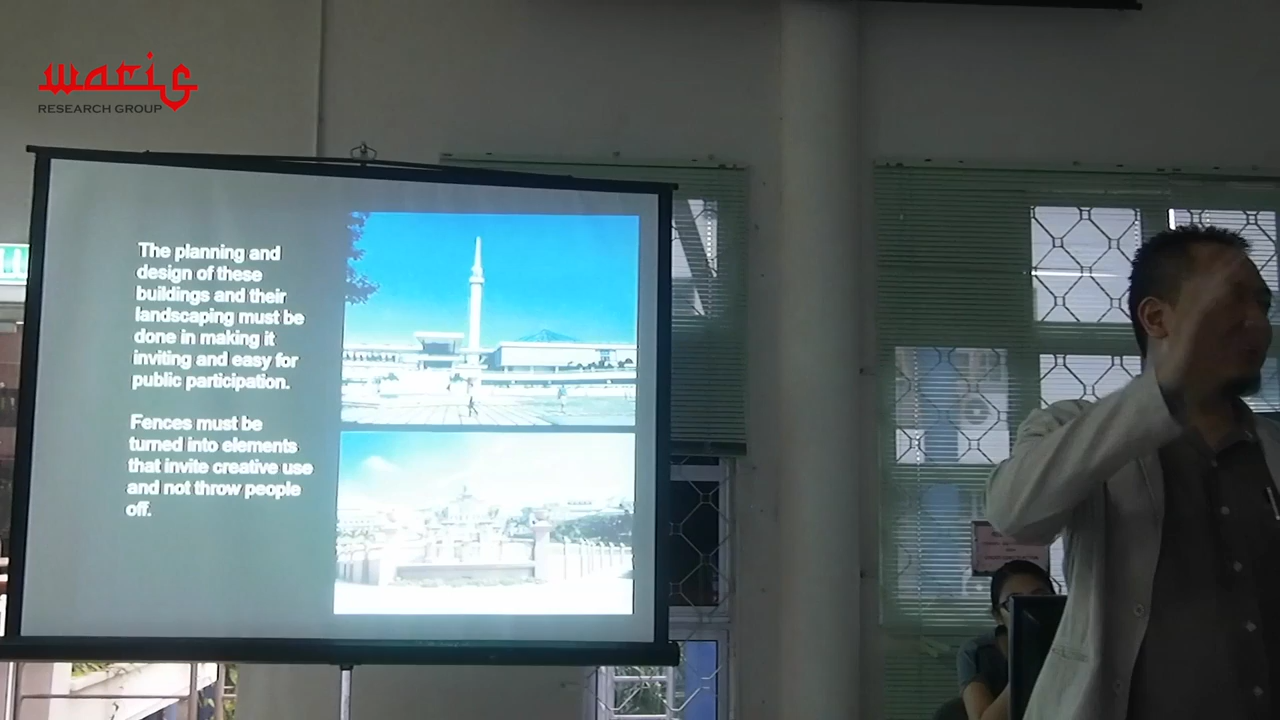 waris
RESEARCH GROUP
The planning and
design of these
buildings and their
landscaping must be
done in making it
inviting and easy for
public participation.
Fences must be
turned into elements
that invite creative use
and not throw people
off.